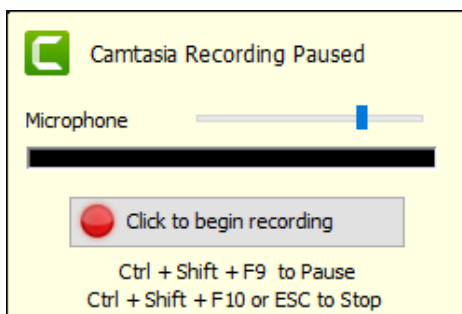 Camtasia Recording Paused
Microphone
Click to begin recording
Ctrl + Shift + F9 to Pause
Ctrl + Shift + F10 or ESC to Stop